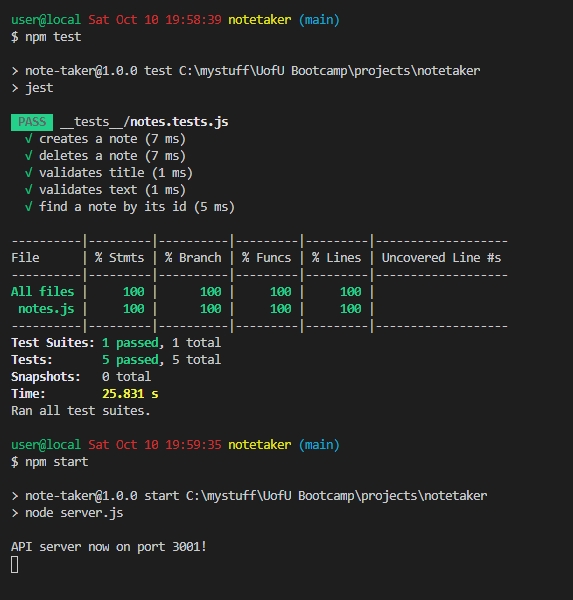 user@local Sat Oct 10 19:58:39 notetaker (main)
$ npm test
> note-taker@1.0.0 test C:\mystuff\UofU Bootcamp\projects\notetaker
> jest
PASS __tests__/notes.tests.js
√ creates a note (7 ms)
√ deletes a note (7 ms)
√ validates title (1 ms)
√ validates text (1 ms)
√ find a note by its id (5 ms)
----------|---------|----------|---------|---------|-------------------
File      | % Stmts | % Branch | % Funcs | % Lines | Uncovered Line #s
----------|---------|----------|---------|---------|-------------------
All files |     100 |      100 |     100 |     100 |
 notes.js |     100 |      100 |     100 |     100 |
----------|---------|----------|---------|---------|-------------------
Test Suites: 1 passed, 1 total
Tests:       5 passed, 5 total
Snapshots:   0 total
Time:        25.831 s
Ran all test suites.
user@local Sat Oct 10 19:59:35 notetaker (main)
$ npm start
> note-taker@1.0.0 start C:\mystuff\UofU Bootcamp\projects\notetaker
> node server.js
API server now on port 3001!